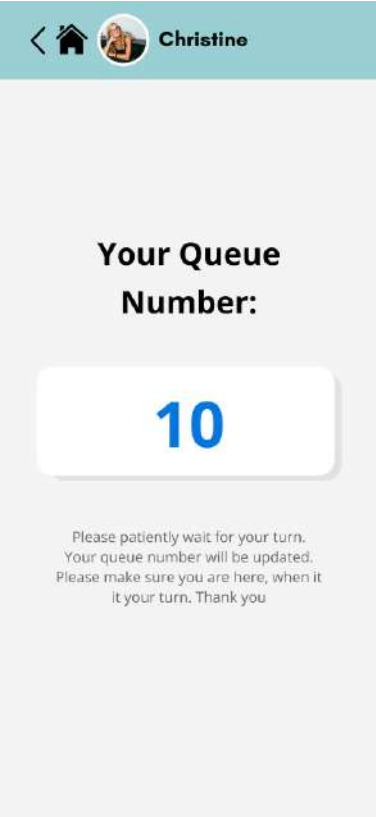 Christine
Your Queue
Number:
10
Please patiently wait for your turn.
Your queue number will be updated.
Please make sure you are here, when it
it your turn. Thank you